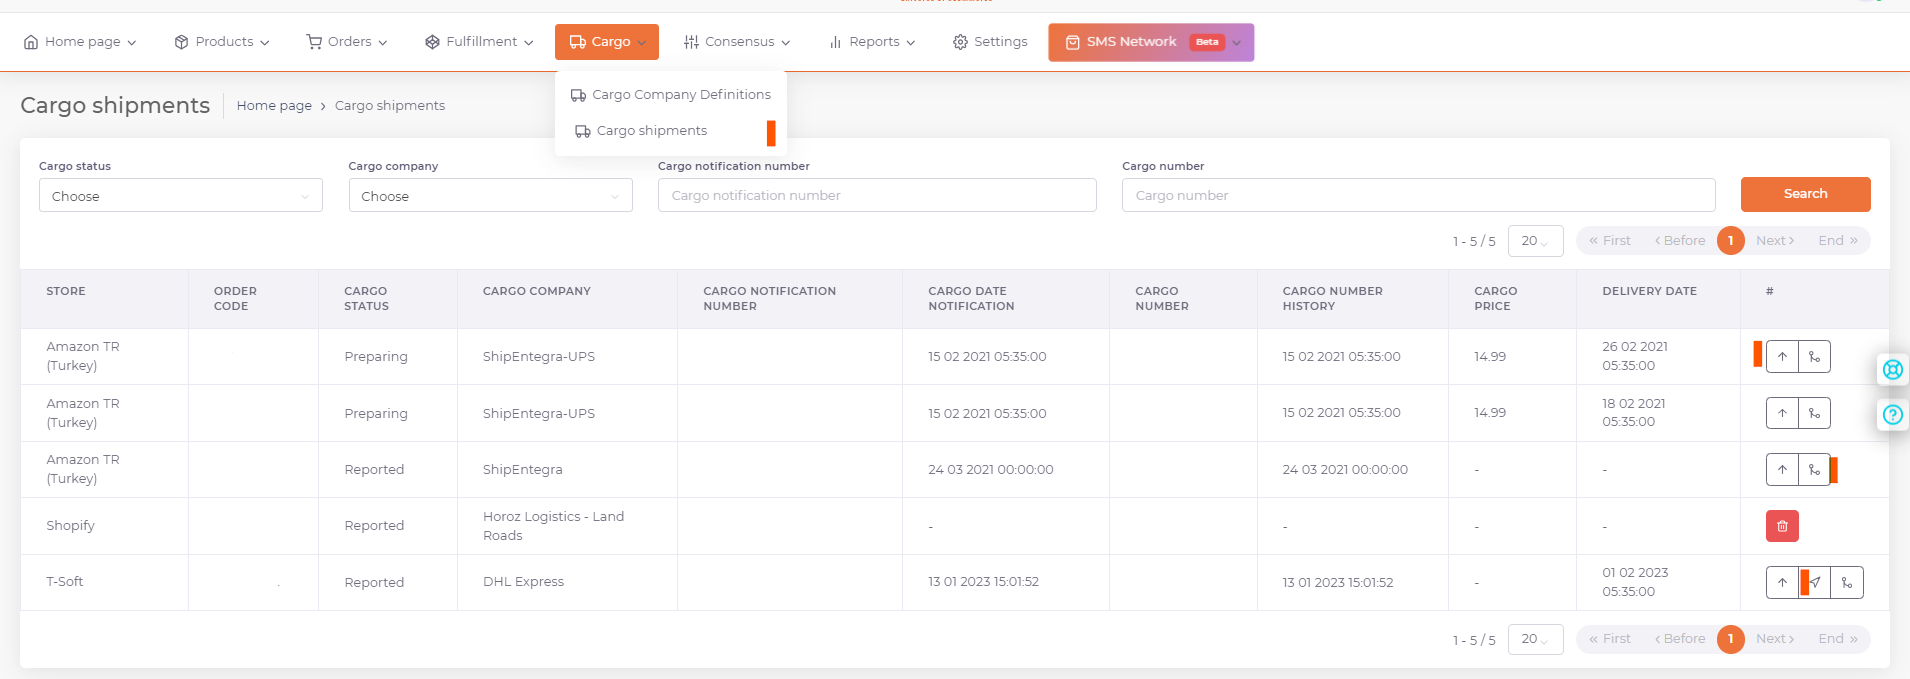 Home page Products Orders Fulfillment Cargo Consensus Reports Settings SMS Network Beta
Cargo Company Definitions
Cargo shipments
Cargo shipments Home page › Cargo shipments
Cargo status Cargo company Cargo notification number Cargo number
Choose Choose Cargo notification number Cargo number Search
1 - 5 / 5 20 « First ‹ Before 1 Next › End »
STORE ORDER CODE CARGO STATUS CARGO COMPANY CARGO NOTIFICATION NUMBER CARGO DATE NOTIFICATION CARGO NUMBER CARGO NUMBER HISTORY CARGO PRICE DELIVERY DATE #
Amazon TR (Turkey) Preparing ShipEntegra-UPS 15 02 2021 05:35:00 15 02 2021 05:35:00 14.99 26 02 2021 05:35:00
Amazon TR (Turkey) Preparing ShipEntegra-UPS 15 02 2021 05:35:00 15 02 2021 05:35:00 14.99 18 02 2021 05:35:00
Amazon TR (Turkey) Reported ShipEntegra 24 03 2021 00:00:00 24 03 2021 00:00:00 - -
Shopify Reported Horoz Logistics - Land Roads - - - -
T-Soft . Reported DHL Express 13 01 2023 15:01:52 13 01 2023 15:01:52 - 01 02 2023 05:35:00
1 - 5 / 5 20 « First ‹ Before 1 Next › End »